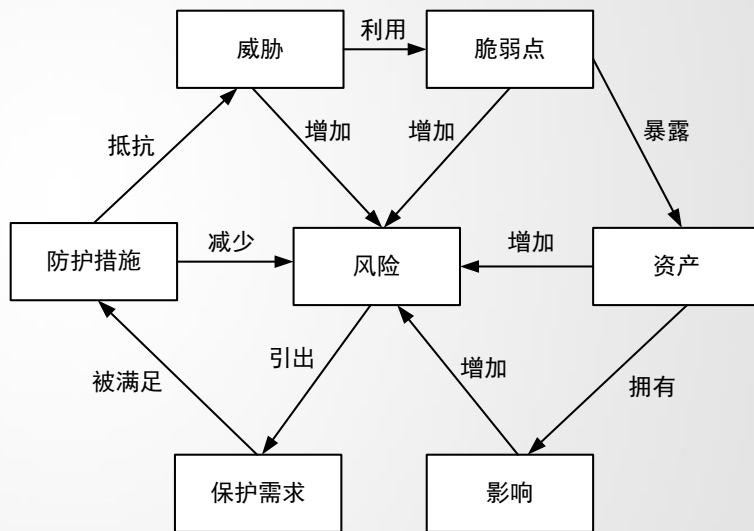 利用
威胁
脆弱点
抵抗
增加
增加
暴露
防护措施
减少
风险
增加
资产
被满足
引出
增加
拥有
保护需求
影响